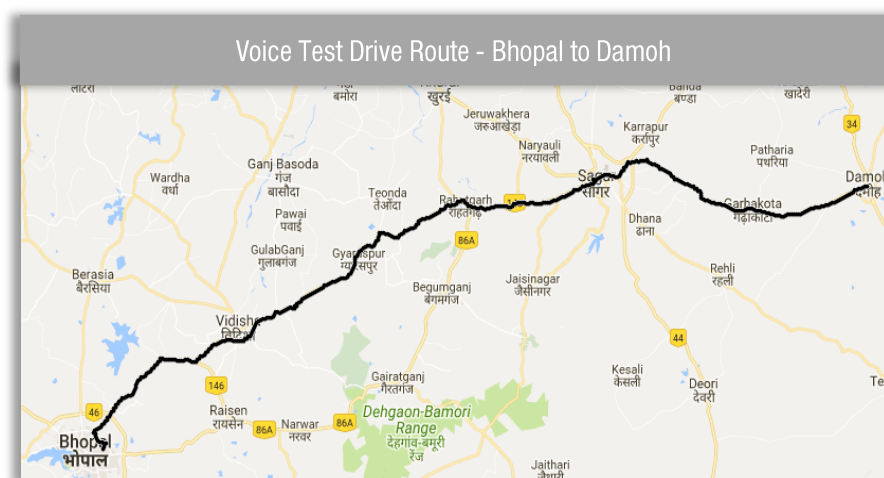 Voice Test Drive Route - Bhopal to Damoh
लाटेरी
बमोरा
खुरई
Banda
बण्डा
खादेरी
Jeruwakhera
जरुआखेड़ा
Karrapur
कर्रापुर
34
Naryauli
नरयावली
Patharia
पथरिया
Ganj Basoda
गंज
बासौदा
Wardha
वर्धा
Teonda
तेओंदा
Sagar
सागर
Damoh
दमोह
Rahatgarh
राहतगढ़
Garhakota
गढ़ाकोटा
Pawai
पवाई
Dhana
ढाना
86A
GulabGanj
गुलाबगंज
Gyaraspur
ग्यारसपुर
Berasia
बैरसिया
Rehli
रहली
Begumganj
बेगमगंज
Jaisinagar
जैसीनगर
Vidisha
विदिशा
44
Kesali
केसली
Deori
देवरी
Gairatganj
गैरतगंज
146
46
Raisen
रायसेन
86A
Narwar
नरवर
86A
Dehgaon-Bamori
Range
देहगांव-बमूरी
रेंज
Bhopal
भोपाल
Jaithari
जैथारी
Te